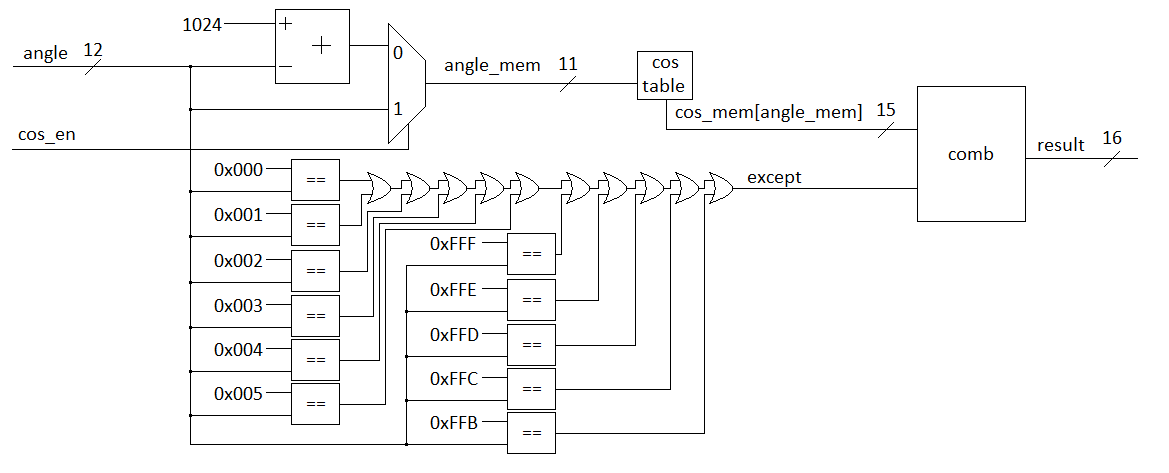 1024
+
+
−
angle
12
0
1
angle_mem
11
cos
table
cos_en
cos_mem[angle_mem]
15
comb
result
16
0x000
==
except
0x001
==
0x002
==
0x003
==
0x004
==
0x005
==
0xFFF
==
0xFFE
==
0xFFD
==
0xFFC
==
0xFFB
==